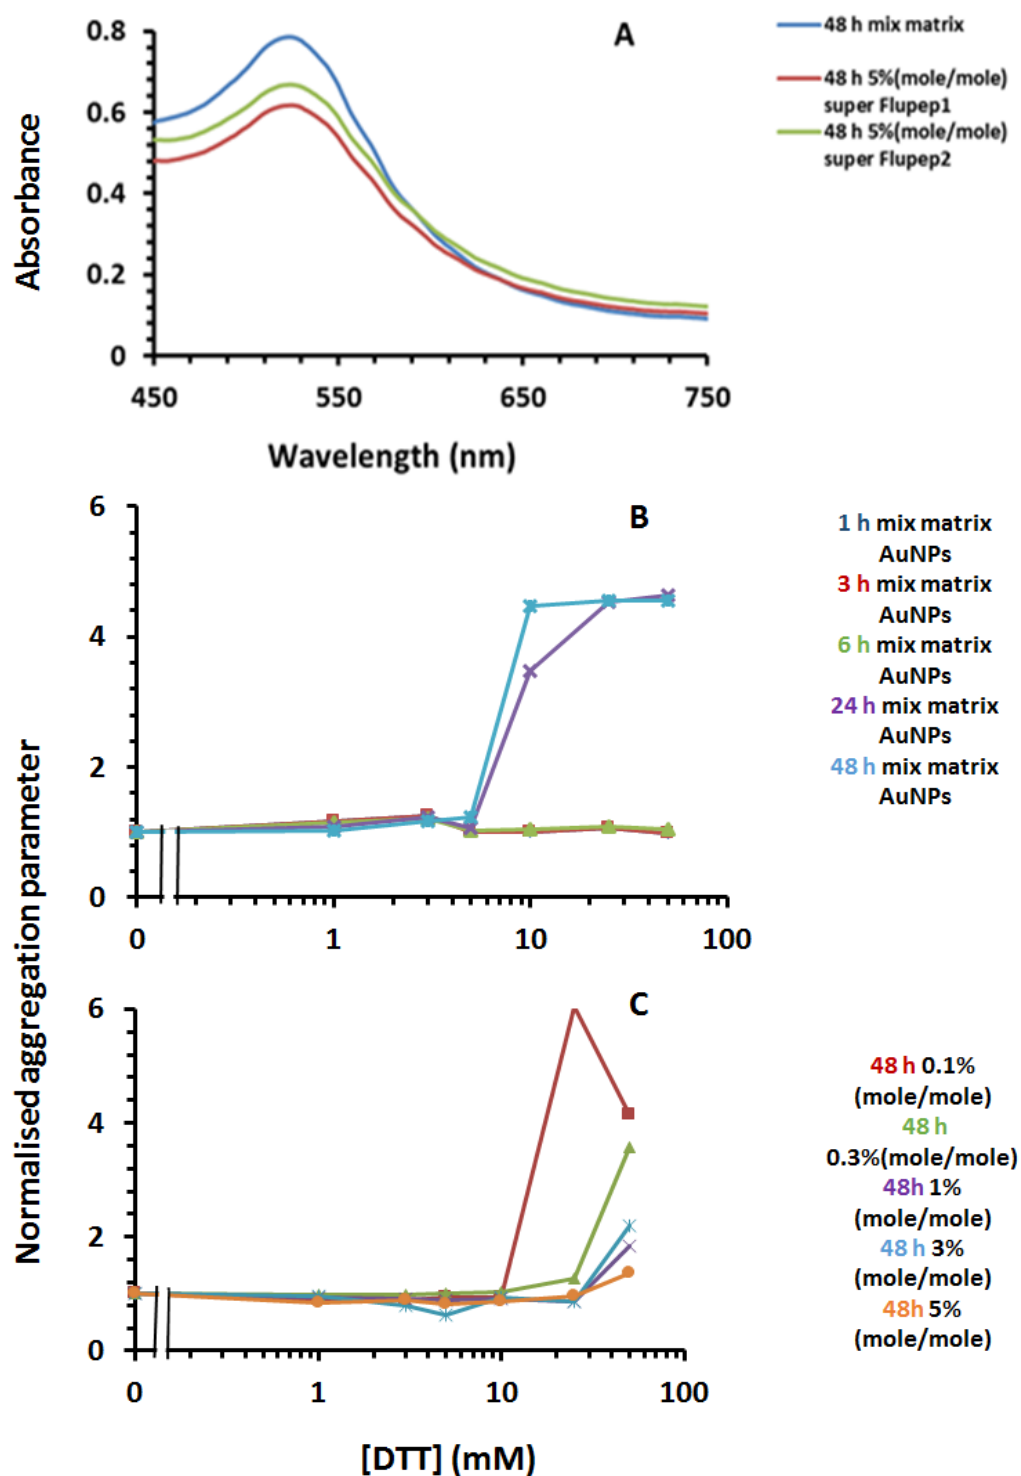 A
0.8
0.6
0.4
0.2
0
450
550
650
750
Absorbance
Wavelength (nm)
48 h mix matrix
48 h 5%(mole/mole)
super Flupep1
48 h 5%(mole/mole)
super Flupep2
B
6
4
2
0
0
1
10
100
1 h mix matrix
AuNPs
3 h mix matrix
AuNPs
6 h mix matrix
AuNPs
24 h mix matrix
AuNPs
48 h mix matrix
AuNPs
Normalised aggregation parameter
C
6
4
2
0
0
1
10
100
48 h 0.1%
(mole/mole)
48 h
0.3%(mole/mole)
48h 1%
(mole/mole)
48 h 3%
(mole/mole)
48h 5%
(mole/mole)
[DTT] (mM)